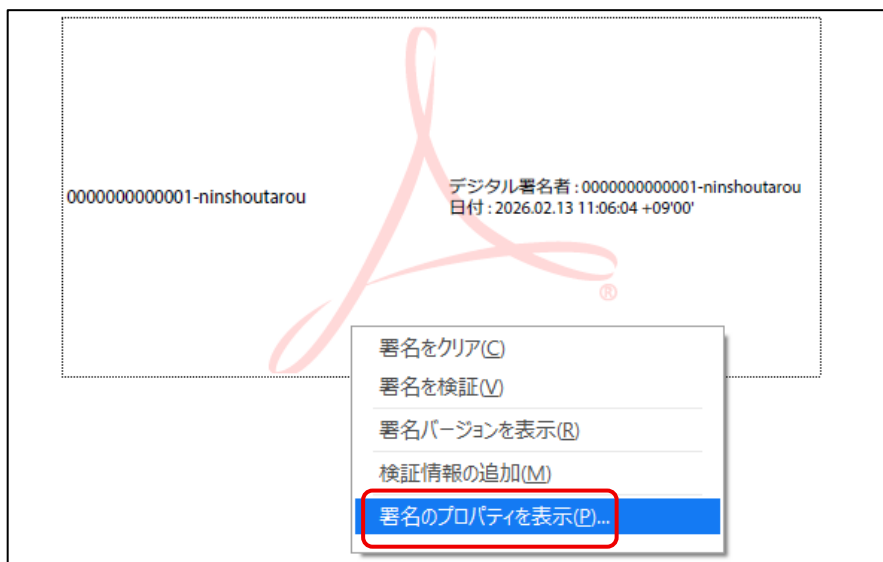 0000000000001-ninshoutarou
デジタル署名者 : 0000000000001-ninshoutarou
日付 : 2026.02.13 11:06:04 +09'00'
®
署名をクリア(C)
署名を検証(V)
署名バージョンを表示(R)
検証情報の追加(M)
署名のプロパティを表示(P)...